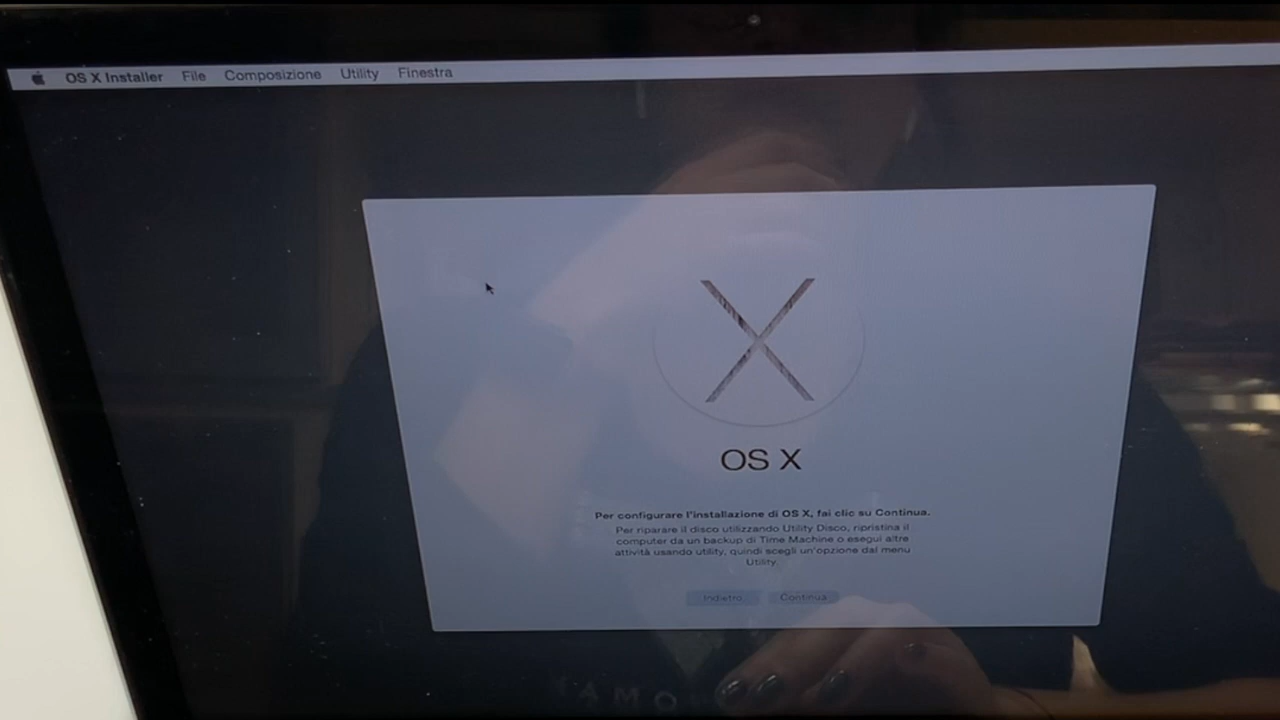 OS X Installer File Composizione Utility Finestra
OS X
Per configurare l'installazione di OS X, fai clic su Continua.
Per riparare il disco utilizzando Utility Disco, ripristina il
computer da un backup di Time Machine o esegui altre
attività usando utility, quindi scegli un'opzione dal menu
Utility.
Indietro Continua